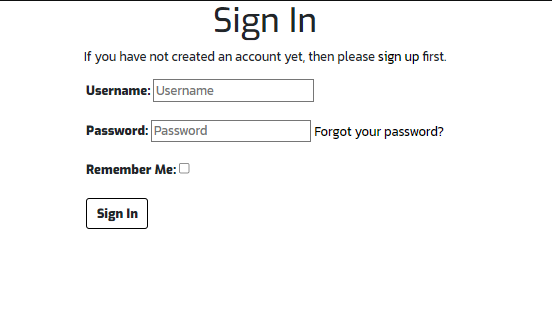 Sign In
If you have not created an account yet, then please sign up first.
Username: Username
Password: Password Forgot your password?
Remember Me:
Sign In